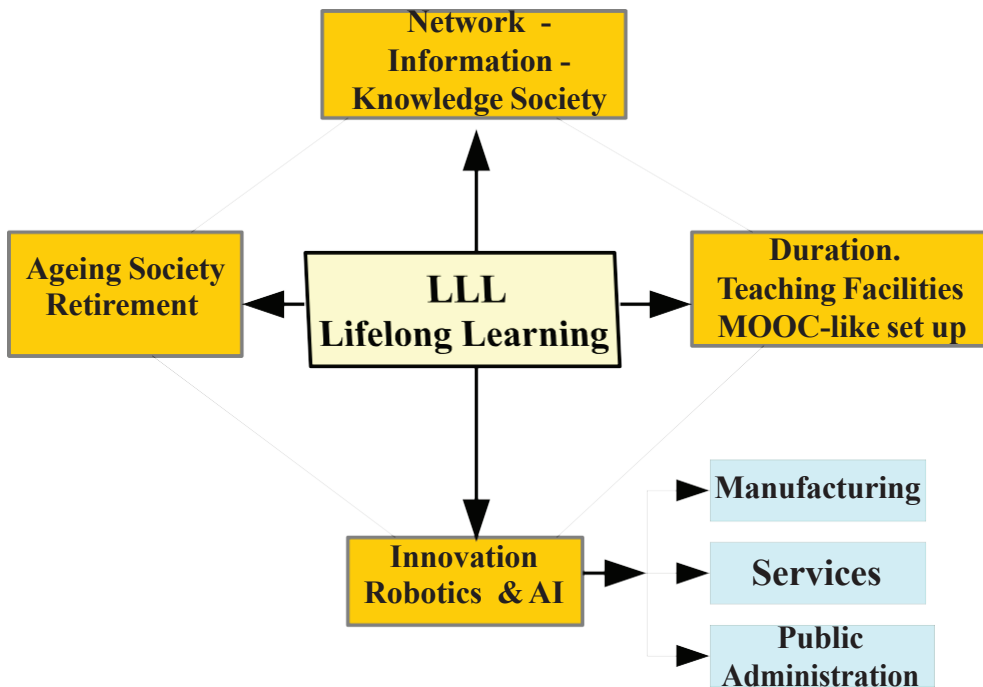 Network -
Information -
Knowledge Society
Ageing Society
Retirement
LLL
Lifelong Learning
Duration.
Teaching Facilities
MOOC-like set up
Innovation
Robotics & AI
Manufacturing
Services
Public
Administration